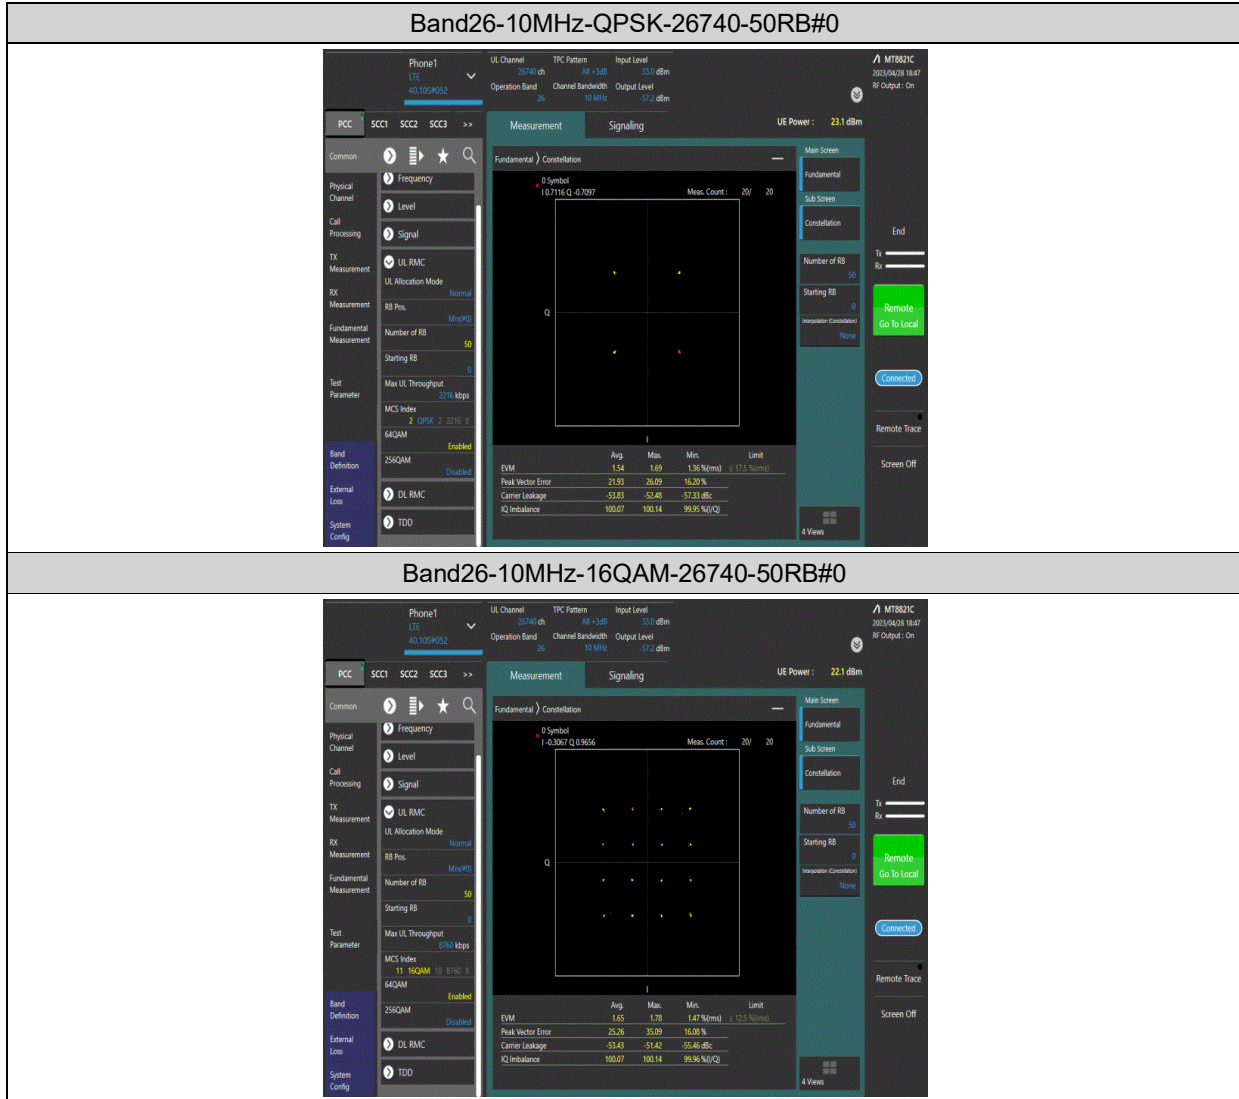 Band26-10MHz-QPSK-26740-50RB#0
Phone1
LTE
40.105#052
UL Channel TPC Pattern Input Level
26740 ch All +3dB 33.0 dBm
Operation Band Channel Bandwidth Output Level
26 10 MHz -57.2 dBm
MT8821C
2023/04/28 18:47
RF Output : On
PCC SCC1 SCC2 SCC3 >>
Measurement Signaling
UE Power : 23.1 dBm
Common
Physical Channel
Call Processing
TX Measurement
RX Measurement
Fundamental Measurement
Test Parameter
Band Definition
External Loss
System Config
Frequency
Level
Signal
UL RMC
UL Allocation Mode
Normal
RB Pos.
Min(#0)
Number of RB
50
Starting RB
0
Max UL Throughput
2216 kbps
MCS Index
2 QPSK 2 2216 8
64QAM
Enabled
256QAM
Disabled
DL RMC
TDD
Fundamental Constellation
0 Symbol
I 0.7116 Q -0.7097 Meas. Count : 20/ 20
Q
I
Avg. Max. Min. Limit
EVM 1.54 1.69 1.36 %(rms) ≤ 17.5 %(rms)
Peak Vector Error 21.93 26.09 16.20 %
Carrier Leakage -53.83 -52.48 -57.33 dBc
IQ Imbalance 100.07 100.14 99.95 %(I/Q)
Main Screen
Fundamental
Sub Screen
Constellation
Number of RB
50
Starting RB
0
Interpolation (Constellation)
None
4 Views
End
Tx
Rx
Remote
Go To Local
Connected
Remote Trace
Screen Off
Band26-10MHz-16QAM-26740-50RB#0
Phone1
LTE
40.105#052
UL Channel TPC Pattern Input Level
26740 ch All +3dB 33.0 dBm
Operation Band Channel Bandwidth Output Level
26 10 MHz -57.2 dBm
MT8821C
2023/04/28 18:47
RF Output : On
PCC SCC1 SCC2 SCC3 >>
Measurement Signaling
UE Power : 22.1 dBm
Common
Physical Channel
Call Processing
TX Measurement
RX Measurement
Fundamental Measurement
Test Parameter
Band Definition
External Loss
System Config
Frequency
Level
Signal
UL RMC
UL Allocation Mode
Normal
RB Pos.
Min(#0)
Number of RB
50
Starting RB
0
Max UL Throughput
8760 kbps
MCS Index
11 16QAM 10 8760 8
64QAM
Enabled
256QAM
Disabled
DL RMC
TDD
Fundamental Constellation
0 Symbol
I -0.3067 Q 0.9656 Meas. Count : 20/ 20
Q
I
Avg. Max. Min. Limit
EVM 1.65 1.78 1.47 %(rms) ≤ 12.5 %(rms)
Peak Vector Error 25.26 35.09 16.08 %
Carrier Leakage -53.43 -51.42 -55.46 dBc
IQ Imbalance 100.07 100.14 99.96 %(I/Q)
Main Screen
Fundamental
Sub Screen
Constellation
Number of RB
50
Starting RB
0
Interpolation (Constellation)
None
4 Views
End
Tx
Rx
Remote
Go To Local
Connected
Remote Trace
Screen Off